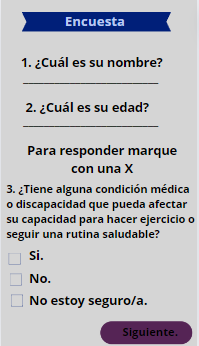 Encuesta
1. ¿Cuál es su nombre?
2. ¿Cuál es su edad?
Para responder marque
con una X
3. ¿Tiene alguna condición médica
o discapacidad que pueda afectar
su capacidad para hacer ejercicio o
seguir una rutina saludable?
Si.
No.
No estoy seguro/a.
Siguiente.